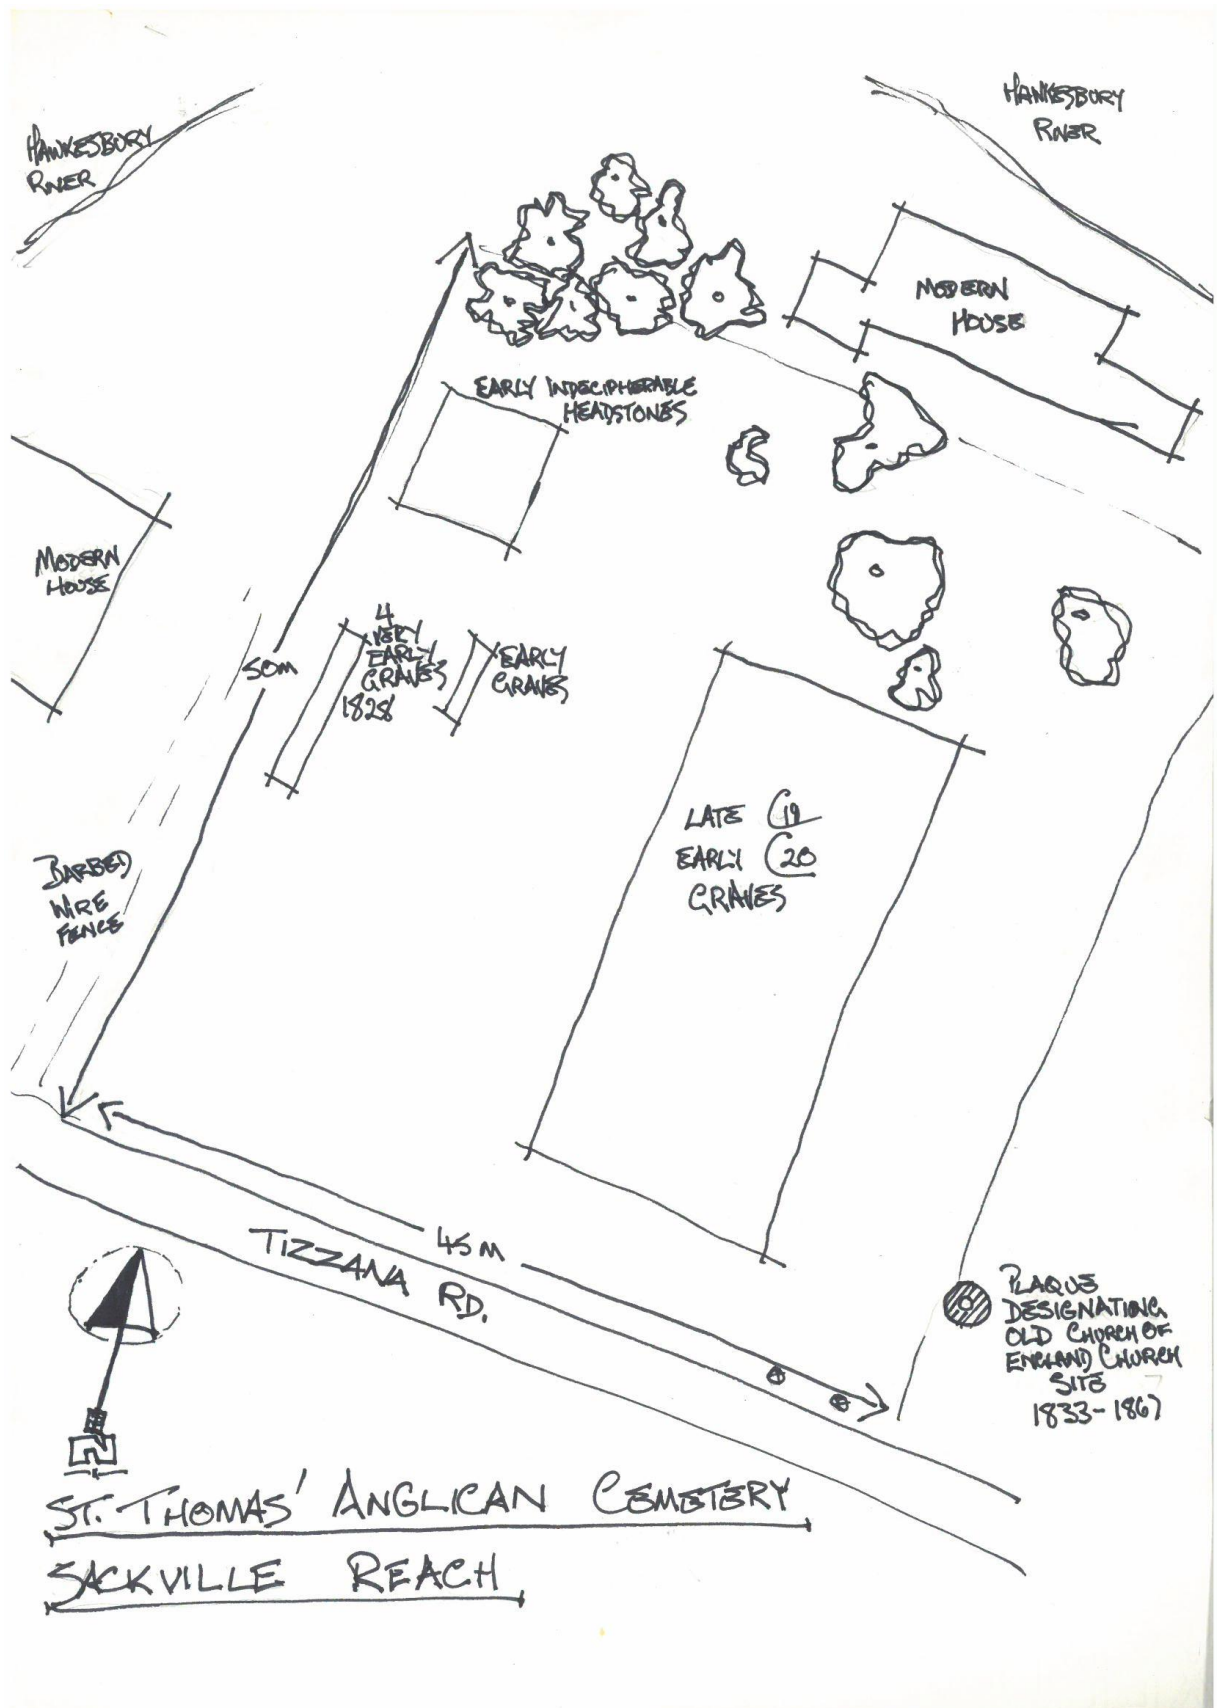 HAWKESBURY
RIVER
HAWKESBURY
RIVER
MODERN
HOUSE
EARLY INDECIPHERABLE
HEADSTONES
MODERN
HOUSE
50M
4
VERY
EARLY
GRAVES
1828
EARLY
GRAVES
LATE C19
EARLY C20
GRAVES
BARBED
WIRE
FENCE
45M
TIZZANA RD.
PLAQUE
DESIGNATING
OLD CHURCH OF
ENGLAND CHURCH
SITE
1833-1867
ST. THOMAS' ANGLICAN CEMETERY
SACKVILLE REACH